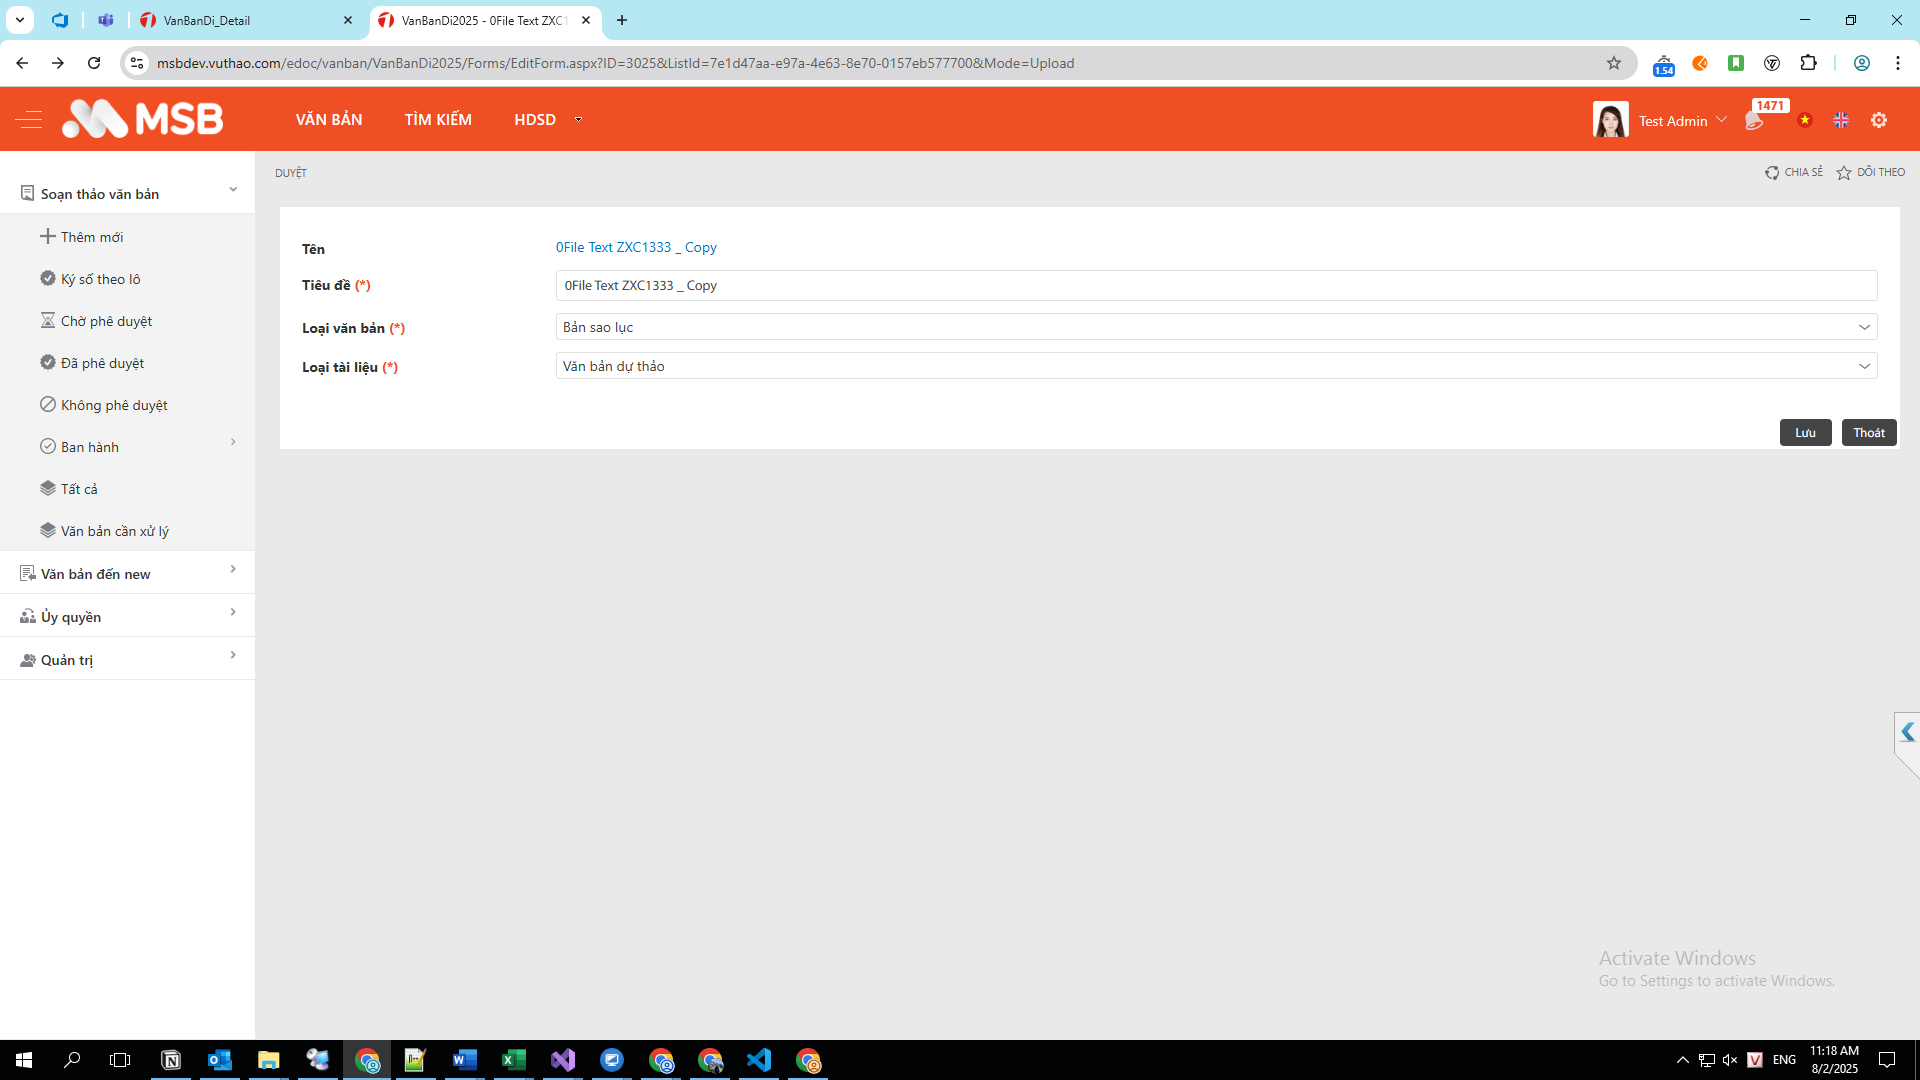 VanBanDi_Detail
VanBanDi2025 - 0File Text ZXC1
msbdev.vuthao.com/edoc/vanban/VanBanDi2025/Forms/EditForm.aspx?ID=3025&ListId=7e1d47aa-e97a-4e63-8e70-0157eb577700&Mode=Upload
1.54
MSB
VĂN BẢN
TÌM KIẾM
HDSD
Test Admin
1471
Soạn thảo văn bản
Thêm mới
Ký số theo lô
Chờ phê duyệt
Đã phê duyệt
Không phê duyệt
Ban hành
Tất cả
Văn bản cần xử lý
Văn bản đến new
Ủy quyền
Quản trị
DUYỆT
CHIA SẺ
DÕI THEO
Tên
0File Text ZXC1333 _ Copy
Tiêu đề (*)
0File Text ZXC1333 _ Copy
Loại văn bản (*)
Bản sao lục
Loại tài liệu (*)
Văn bản dự thảo
Lưu
Thoát
Activate Windows
Go to Settings to activate Windows.
ENG
11:18 AM
8/2/2025